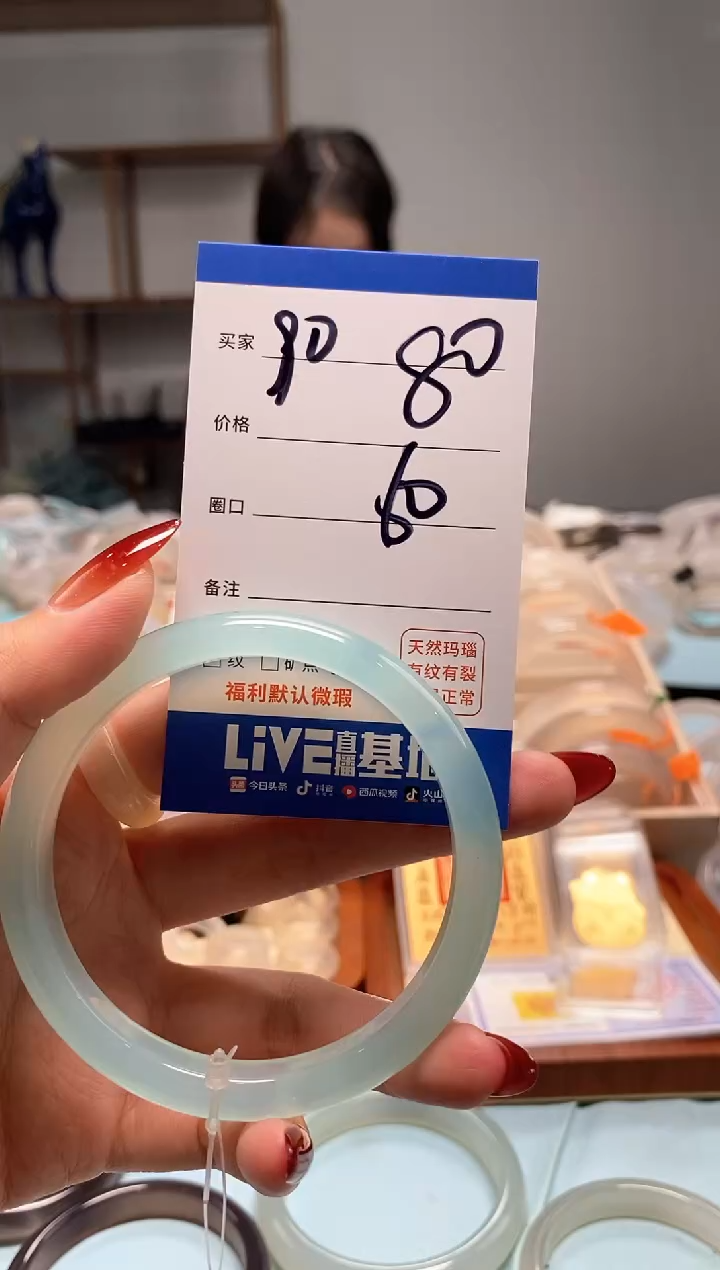 买家 90 80
价格
圈口 60
备注
天然玛瑙
有纹有裂
正常
纹 矿点
福利默认微瑕
LiVE直播基地
今日头条 抖音 西瓜视频 火山